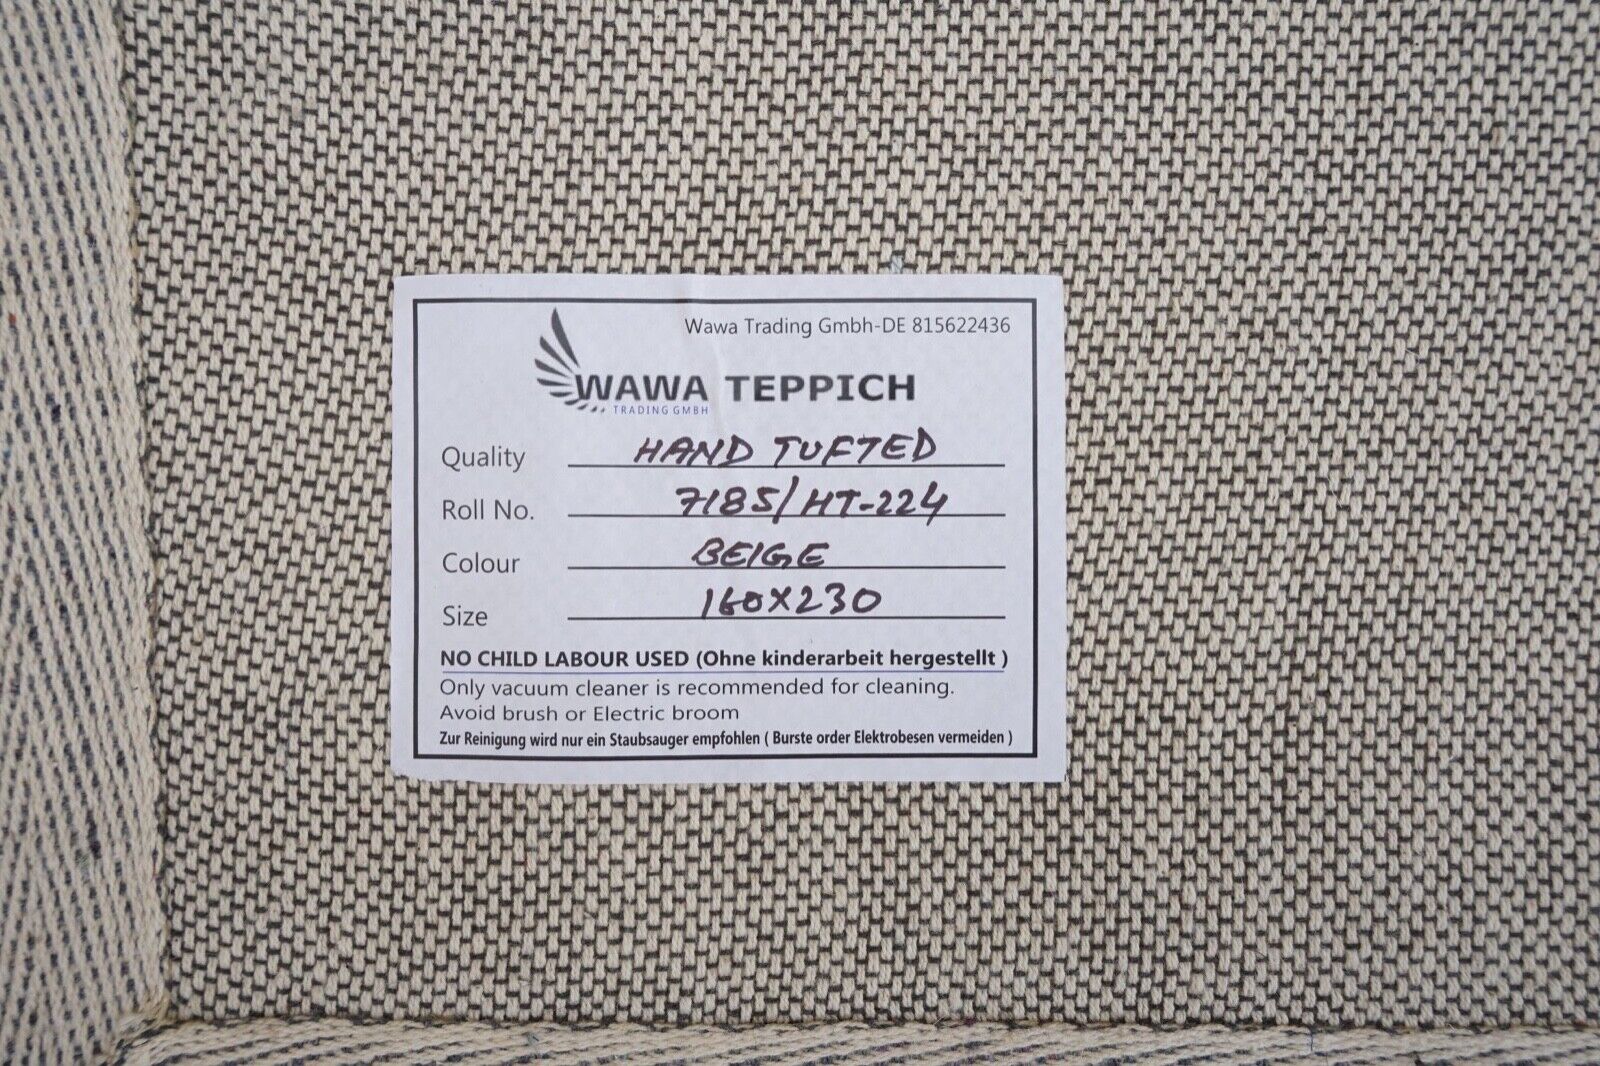 Wawa Trading Gmbh-DE 815622436
WAWA TEPPICH
TRADING GMBH
Quality HAND TUFTED
Roll No. 7185/HT-224
Colour BEIGE
Size 160X230
NO CHILD LABOUR USED (Ohne kinderarbeit hergestellt )
Only vacuum cleaner is recommended for cleaning.
Avoid brush or Electric broom
Zur Reinigung wird nur ein Staubsauger empfohlen ( Burste order Elektrobesen vermeiden )